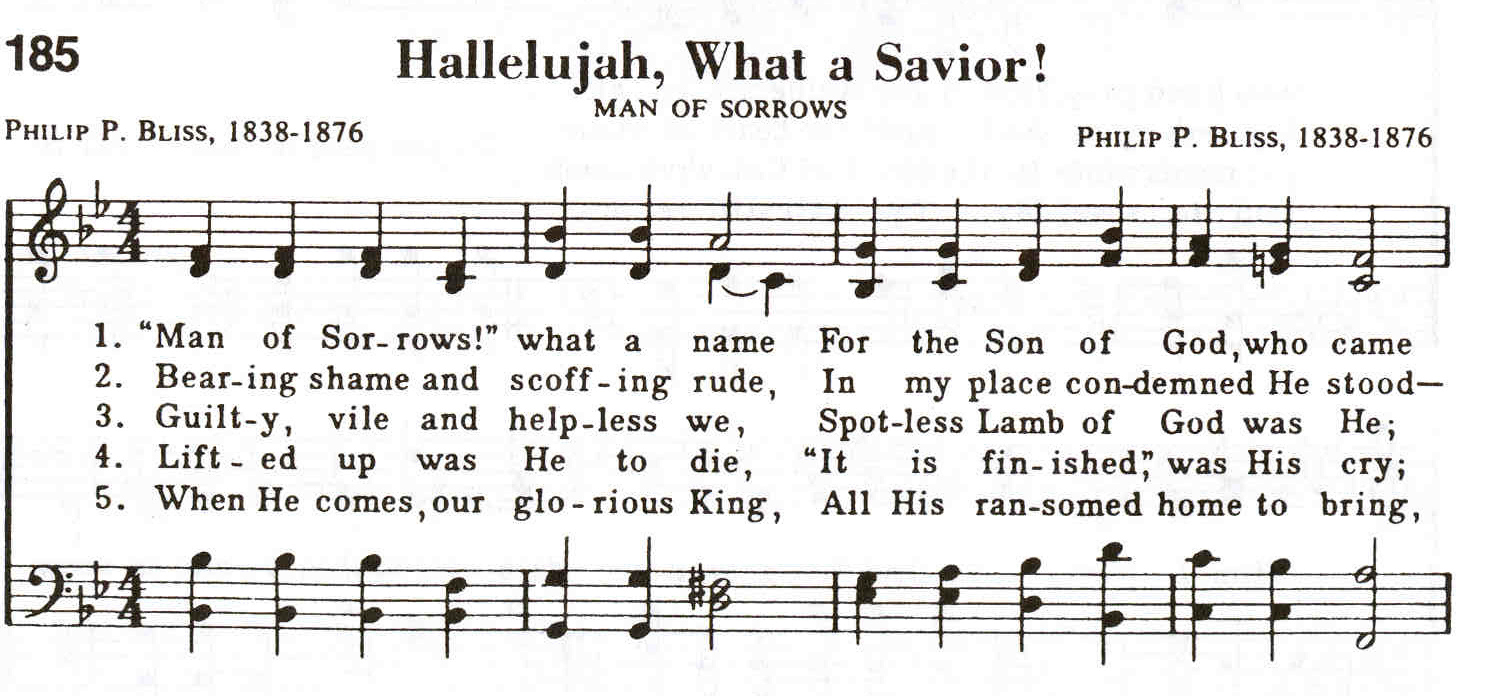 185
Hallelujah, What a Savior!
MAN OF SORROWS
PHILIP P. BLISS, 1838-1876
PHILIP P. BLISS, 1838-1876
4
4
1. “Man of Sor-rows!” what a name For the Son of God, who came
2. Bear-ing shame and scoff-ing rude, In my place con-demned He stood—
3. Guilt-y, vile and help-less we, Spot-less Lamb of God was He;
4. Lift-ed up was He to die, “It is fin-ished,” was His cry;
5. When He comes, our glo-rious King, All His ran-somed home to bring,
4
4